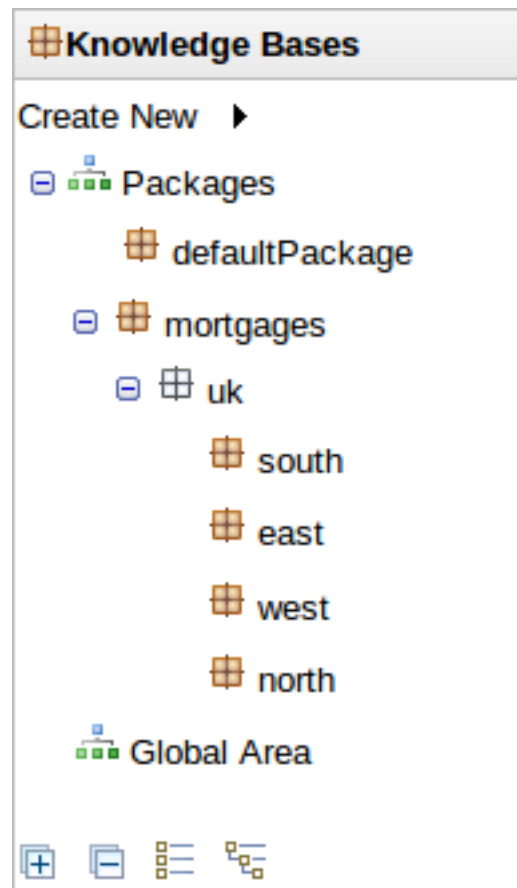 Knowledge Bases
Create New
Packages
defaultPackage
mortgages
uk
south
east
west
north
Global Area